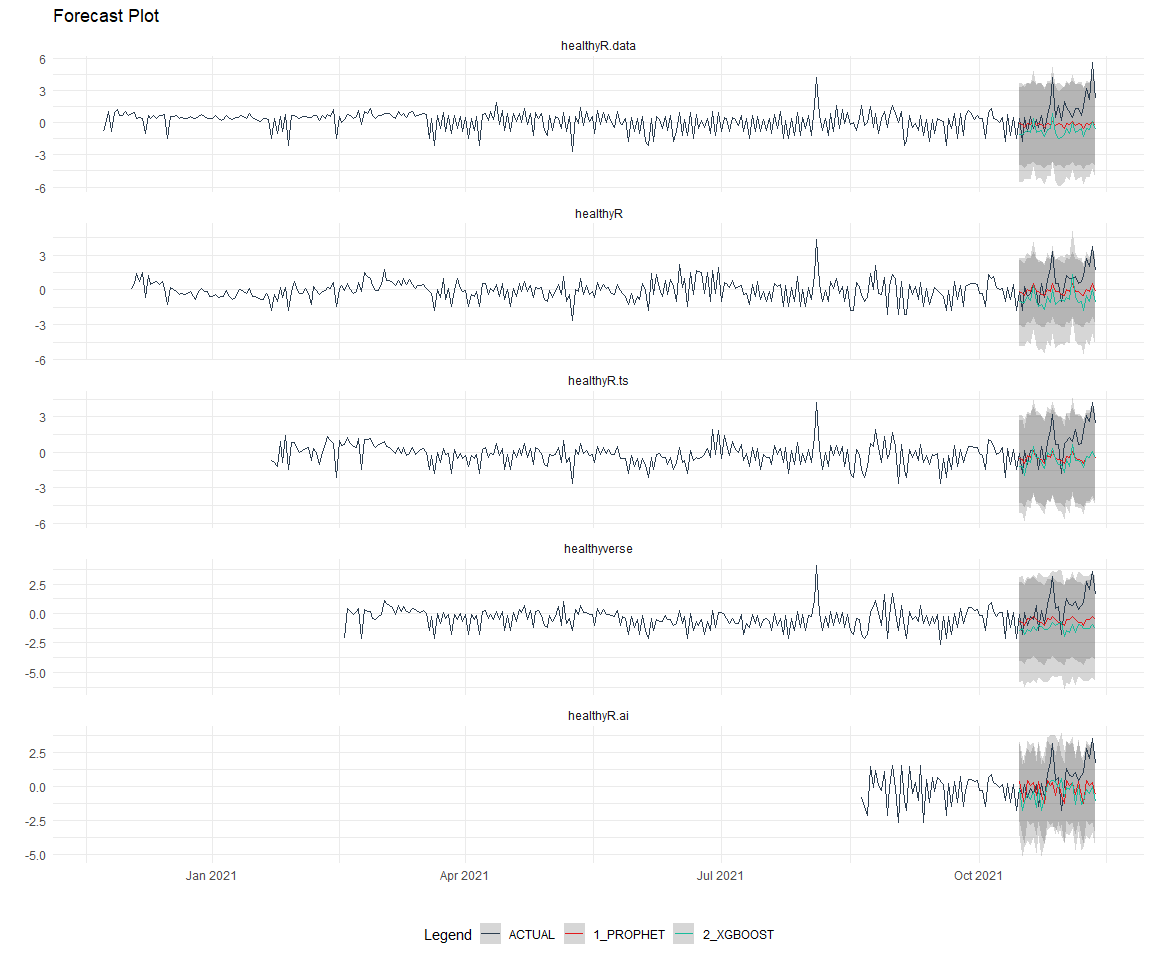 Forecast Plot
healthyR.data
6
3
0
-3
-6
healthyR
3
0
-3
-6
healthyR.ts
3
0
-3
-6
healthyverse
2.5
0.0
-2.5
-5.0
healthyR.ai
2.5
0.0
-2.5
-5.0
Jan 2021 Apr 2021 Jul 2021 Oct 2021
Legend ACTUAL 1_PROPHET 2_XGBOOST